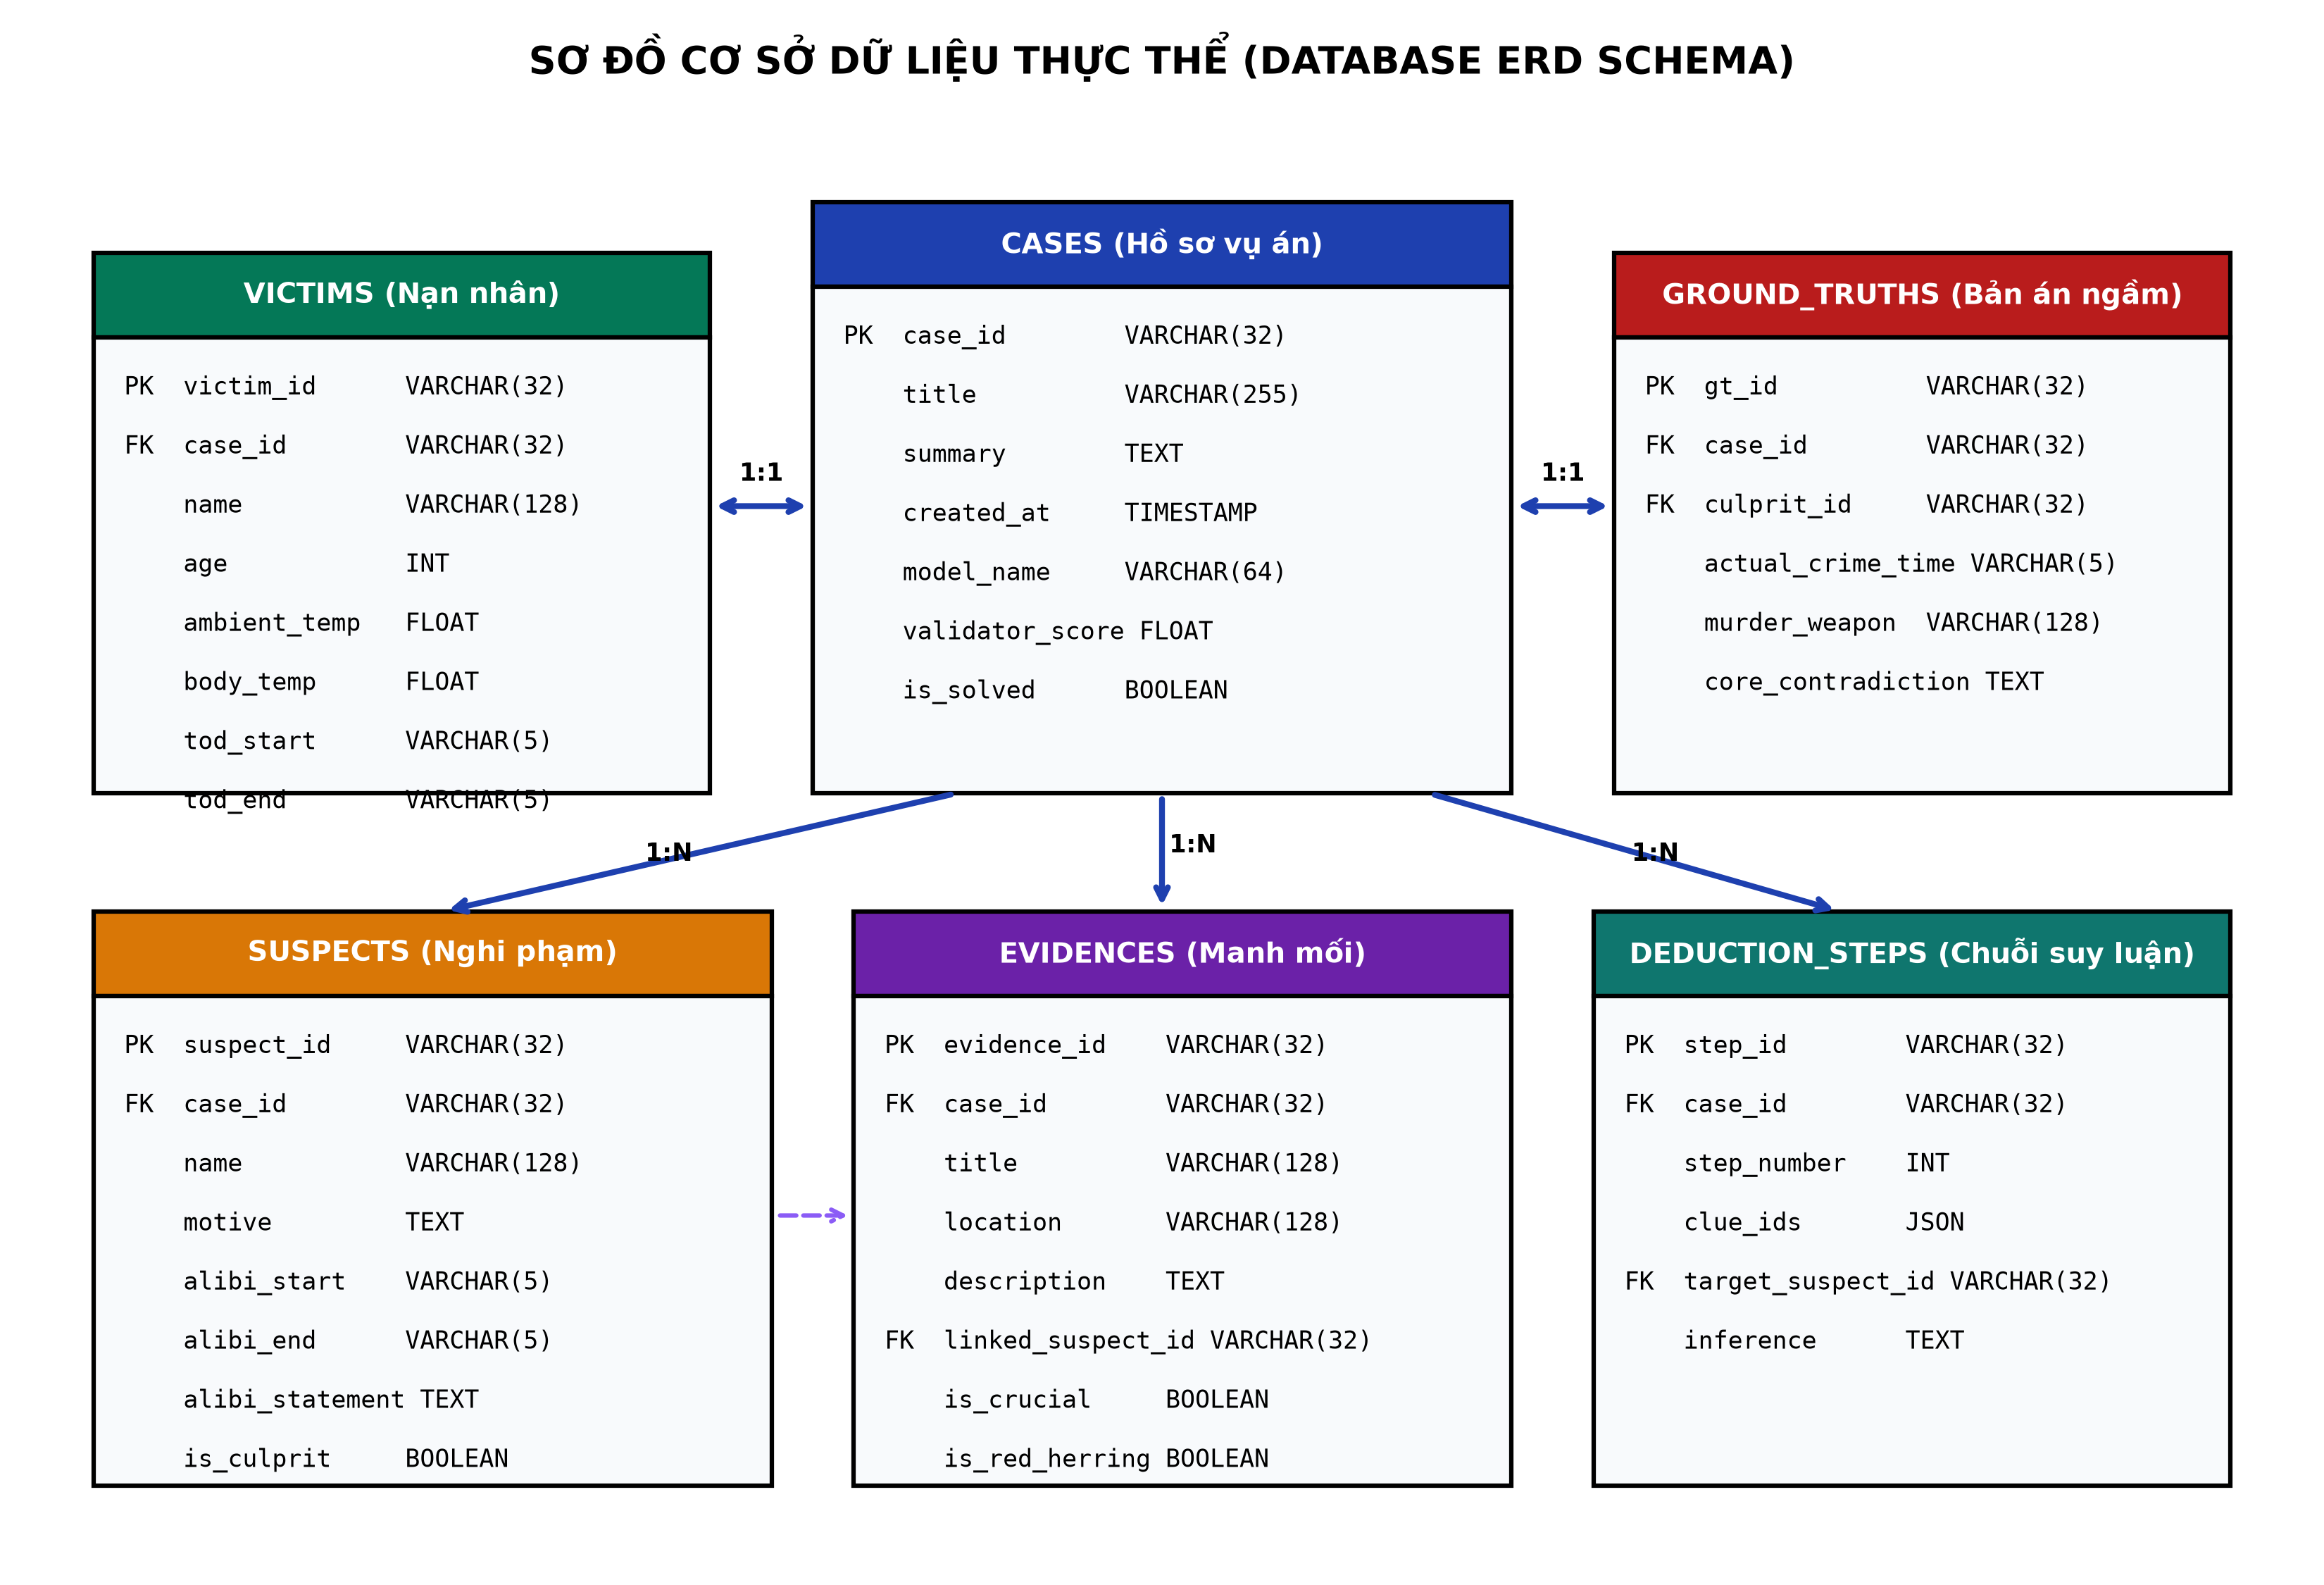 SƠ ĐỒ CƠ SỞ DỮ LIỆU THỰC THỂ (DATABASE ERD SCHEMA)
VICTIMS (Nạn nhân)
PK victim_id VARCHAR(32)
FK case_id VARCHAR(32)
name VARCHAR(128)
age INT
ambient_temp FLOAT
body_temp FLOAT
tod_start VARCHAR(5)
tod_end VARCHAR(5)
1:1
CASES (Hồ sơ vụ án)
PK case_id VARCHAR(32)
title VARCHAR(255)
summary TEXT
created_at TIMESTAMP
model_name VARCHAR(64)
validator_score FLOAT
is_solved BOOLEAN
1:1
GROUND_TRUTHS (Bản án ngầm)
PK gt_id VARCHAR(32)
FK case_id VARCHAR(32)
FK culprit_id VARCHAR(32)
actual_crime_time VARCHAR(5)
murder_weapon VARCHAR(128)
core_contradiction TEXT
1:N
1:N
1:N
SUSPECTS (Nghi phạm)
PK suspect_id VARCHAR(32)
FK case_id VARCHAR(32)
name VARCHAR(128)
motive TEXT
alibi_start VARCHAR(5)
alibi_end VARCHAR(5)
alibi_statement TEXT
is_culprit BOOLEAN
EVIDENCES (Manh mối)
PK evidence_id VARCHAR(32)
FK case_id VARCHAR(32)
title VARCHAR(128)
location VARCHAR(128)
description TEXT
FK linked_suspect_id VARCHAR(32)
is_crucial BOOLEAN
is_red_herring BOOLEAN
DEDUCTION_STEPS (Chuỗi suy luận)
PK step_id VARCHAR(32)
FK case_id VARCHAR(32)
step_number INT
clue_ids JSON
FK target_suspect_id VARCHAR(32)
inference TEXT